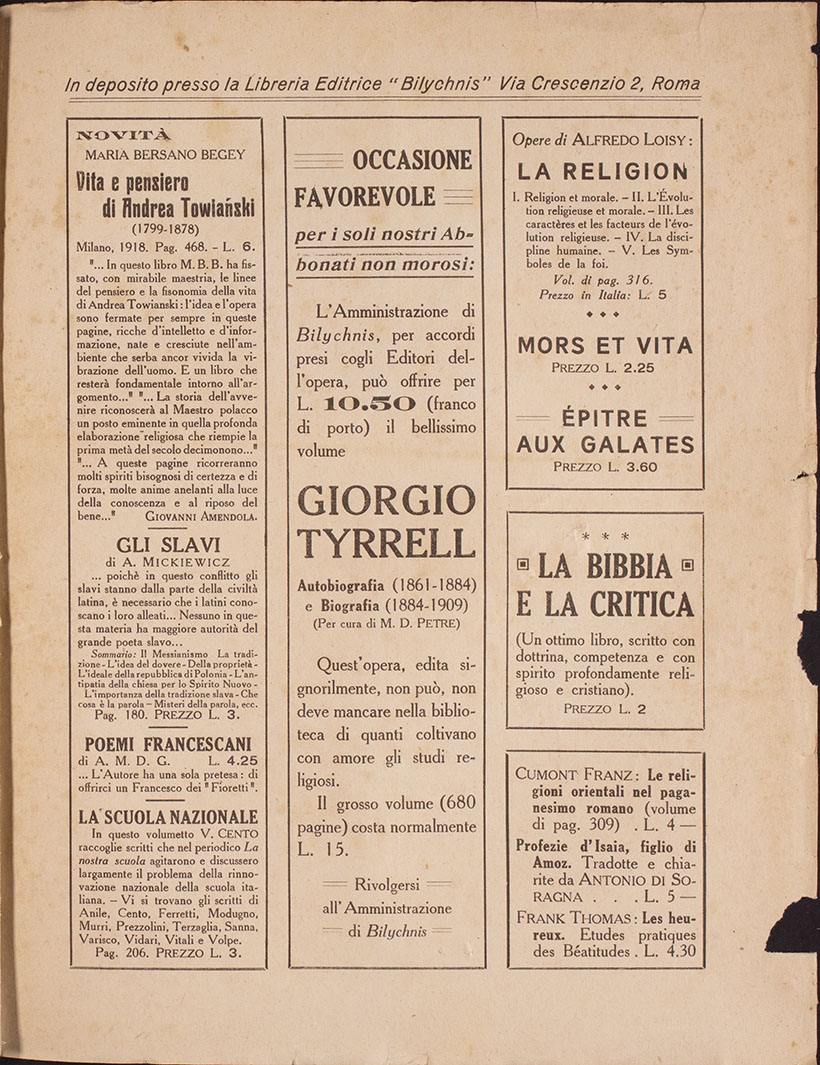 In deposito presso la Libreria Editrice "Bilychnis" Via Crescenzio 2, Roma
NOVITÀ
MARIA BERSANO BEGEY
Vita e pensiero
di Andrea Towiański
(1799-1878)
Milano, 1918. Pag. 468. - L. 6.
"... In questo libro M. B. B. ha fis-
sato, con mirabile maestria, le linee
del pensiero e la fisonomia della vita
di Andrea Towianski: l'idea e l'opera
sono fermate per sempre in queste
pagine, ricche d'intelletto e d'infor-
mazione, nate e cresciute nell'am-
biente che serba ancor vivida la vi-
brazione dell'uomo. E un libro che
resterà fondamentale intorno all'ar-
gomento..." "... La storia dell'avve-
nire riconoscerà al Maestro polacco
un posto eminente in quella profonda
elaborazione religiosa che riempie la
prima metà del secolo decimonono..."
"... A queste pagine ricorreranno
molti spiriti bisognosi di certezza e di
forza, molte anime anelanti alla luce
della conoscenza e al riposo del
bene..." GIOVANNI AMENDOLA.
GLI SLAVI
di A. MICKIEWICZ
... poichè in questo conflitto gli
slavi stanno dalla parte della civiltà
latina, è necessario che i latini cono-
scano i loro alleati... Nessuno in que-
sta materia ha maggiore autorità del
grande poeta slavo...
Sommario: Il Messianismo La tradi-
zione - L'idea del dovere - Della proprietà -
L'ideale della repubblica di Polonia - L'an-
tipatia della chiesa per lo Spirito Nuovo -
L'importanza della tradizione slava - Che
cosa è la parola - Misteri della parola, ecc.
Pag. 180. PREZZO L. 3.
POEMI FRANCESCANI
di A. M. D. G. L. 4.25
... L'Autore ha una sola pretesa: di
offrirci un Francesco dei "Fioretti".
LA SCUOLA NAZIONALE
In questo volumetto V. CENTO
raccoglie scritti che nel periodico La
nostra scuola agitarono e discussero
largamente il problema della rinno-
vazione nazionale della scuola ita-
liana. - Vi si trovano gli scritti di
Anile, Cento, Ferretti, Modugno,
Murri, Prezzolini, Terzaglia, Sanna,
Varisco, Vidari, Vitali e Volpe.
Pag. 206. PREZZO L. 3.
OCCASIONE
FAVOREVOLE
per i soli nostri Ab-
bonati non morosi:
L'Amministrazione di
Bilychnis, per accordi
presi cogli Editori del-
l'opera, può offrire per
L. 10.50 (franco
di porto) il bellissimo
volume
GIORGIO
TYRRELL
Autobiografia (1861-1884)
e Biografia (1884-1909)
(Per cura di M. D. PETRE)
Quest'opera, edita si-
gnorilmente, non può, non
deve mancare nella biblio-
teca di quanti coltivano
con amore gli studi re-
ligiosi.
Il grosso volume (680
pagine) costa normalmente
L. 15.
Rivolgersi
all'Amministrazione
di Bilychnis
Opere di ALFREDO LOISY:
LA RELIGION
I. Religion et morale. - II. L'Évolu-
tion religieuse et morale. - III. Les
caractères et les facteurs de l'évo-
lution religieuse. - IV. La disci-
pline humaine. - V. Les Sym-
boles de la foi.
Vol. di pag. 316.
Prezzo in Italia: L. 5
MORS ET VITA
PREZZO L. 2.25
ÉPITRE
AUX GALATES
PREZZO L. 3.60
* * *
LA BIBBIA
E LA CRITICA
(Un ottimo libro, scritto con
dottrina, competenza e con
spirito profondamente reli-
gioso e cristiano).
PREZZO L. 2
CUMONT FRANZ: Le reli-
gioni orientali nel paga-
nesimo romano (volume
di pag. 309) . L. 4 —
Profezie d'Isaia, figlio di
Amoz. Tradotte e chia-
rite da ANTONIO DI SO-
RAGNA . . . L. 5 —
FRANK THOMAS: Les heu-
reux. Etudes pratiques
des Béatitudes . L. 4.30